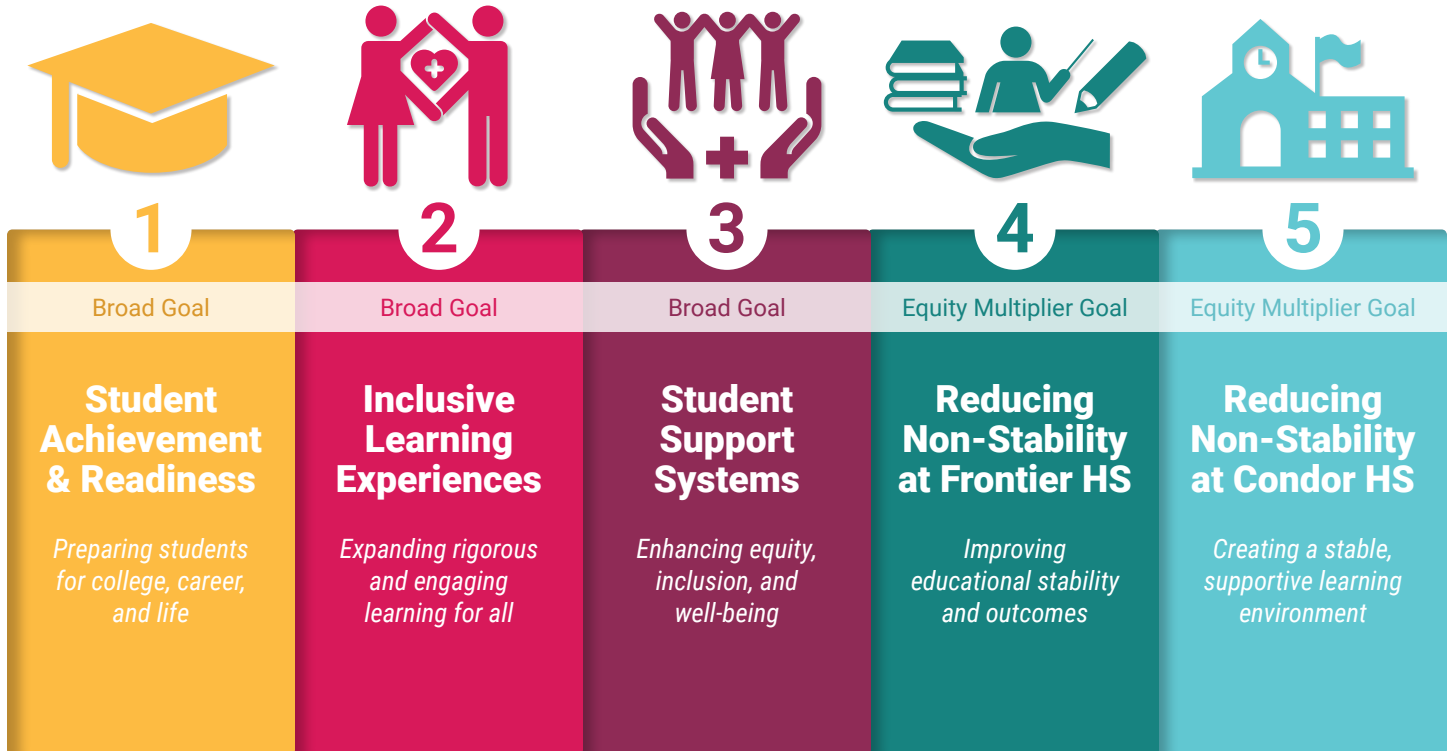 1
Broad Goal
Student
Achievement
& Readiness
Preparing students
for college, career,
and life
2
Broad Goal
Inclusive
Learning
Experiences
Expanding rigorous
and engaging
learning for all
3
Broad Goal
Student
Support
Systems
Enhancing equity,
inclusion, and
well-being
4
Equity Multiplier Goal
Reducing
Non-Stability
at Frontier HS
Improving
educational stability
and outcomes
5
Equity Multiplier Goal
Reducing
Non-Stability
at Condor HS
Creating a stable,
supportive learning
environment